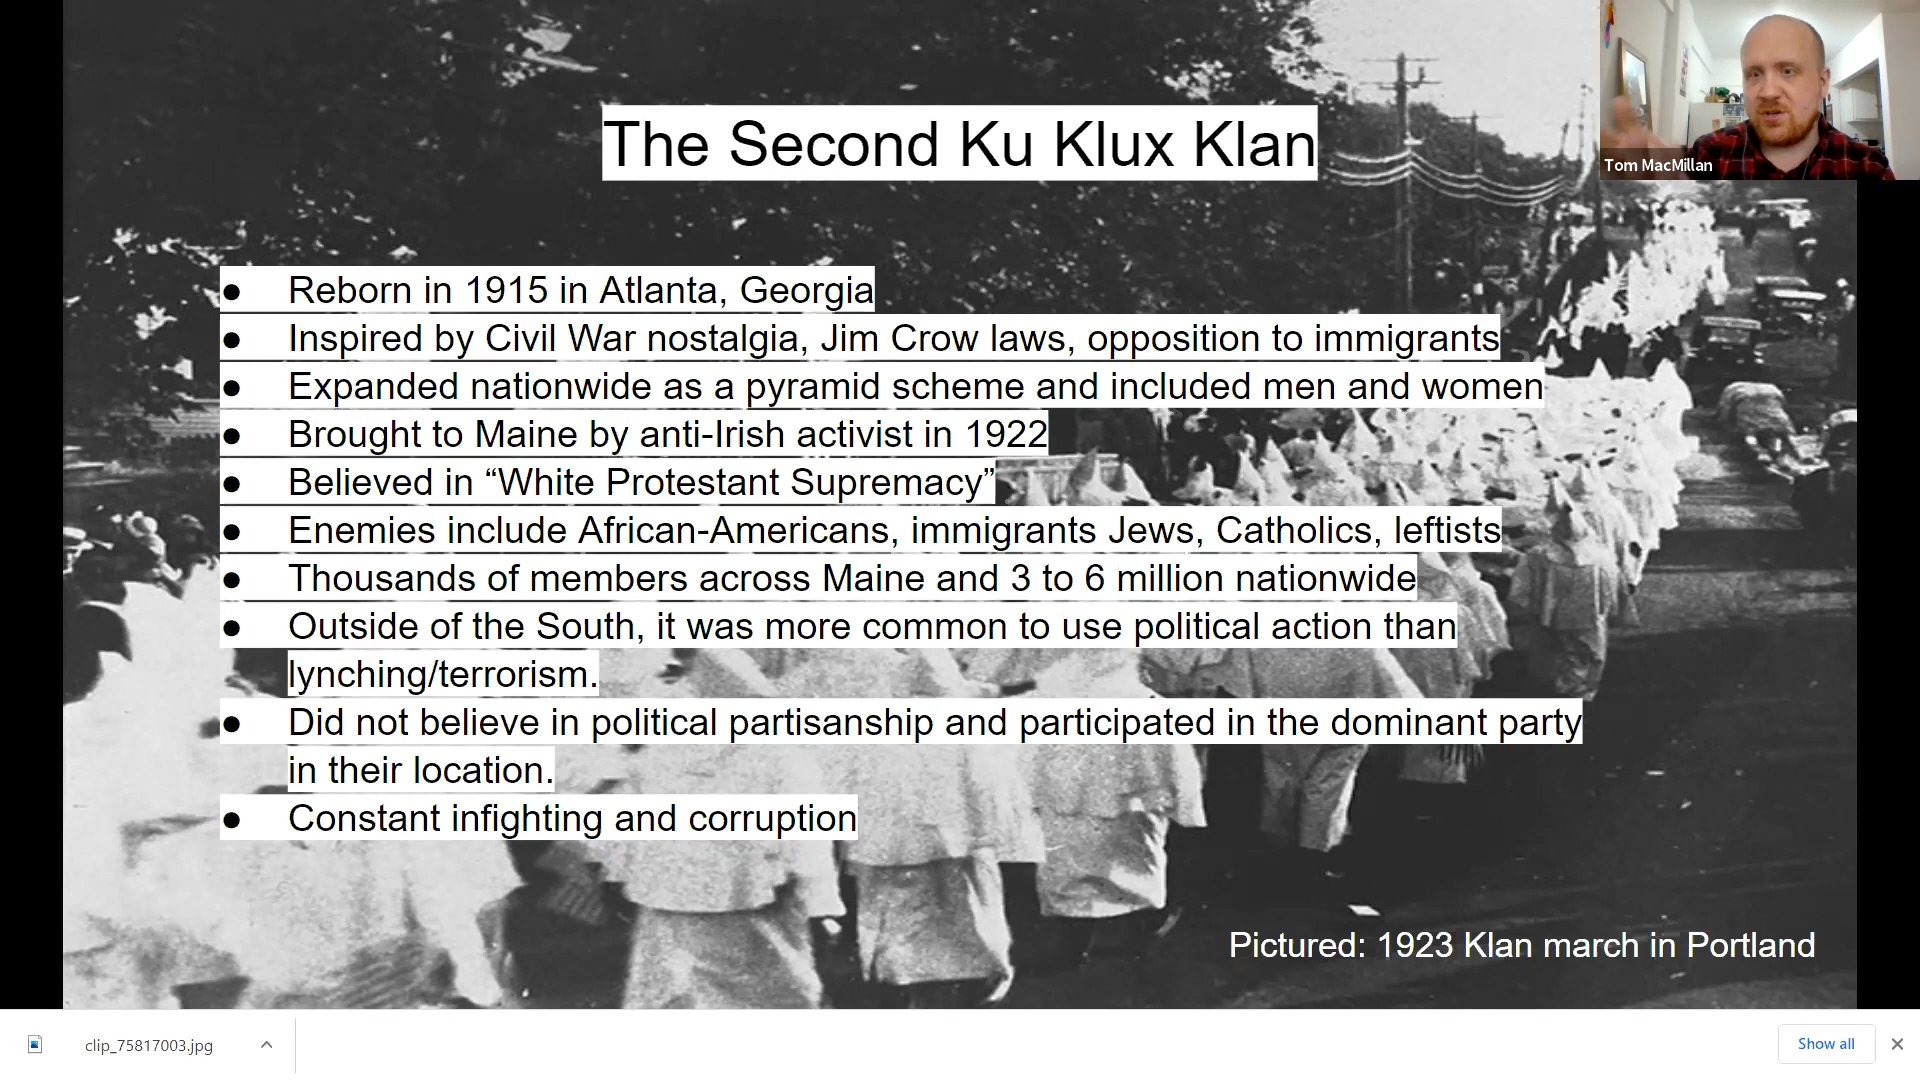 The Second Ku Klux Klan
Tom MacMillan
● Reborn in 1915 in Atlanta, Georgia
● Inspired by Civil War nostalgia, Jim Crow laws, opposition to immigrants
● Expanded nationwide as a pyramid scheme and included men and women
● Brought to Maine by anti-Irish activist in 1922
● Believed in “White Protestant Supremacy”
● Enemies include African-Americans, immigrants Jews, Catholics, leftists
● Thousands of members across Maine and 3 to 6 million nationwide
● Outside of the South, it was more common to use political action than
lynching/terrorism.
● Did not believe in political partisanship and participated in the dominant party
in their location.
● Constant infighting and corruption
Pictured: 1923 Klan march in Portland
clip_75817003.jpg
Show all